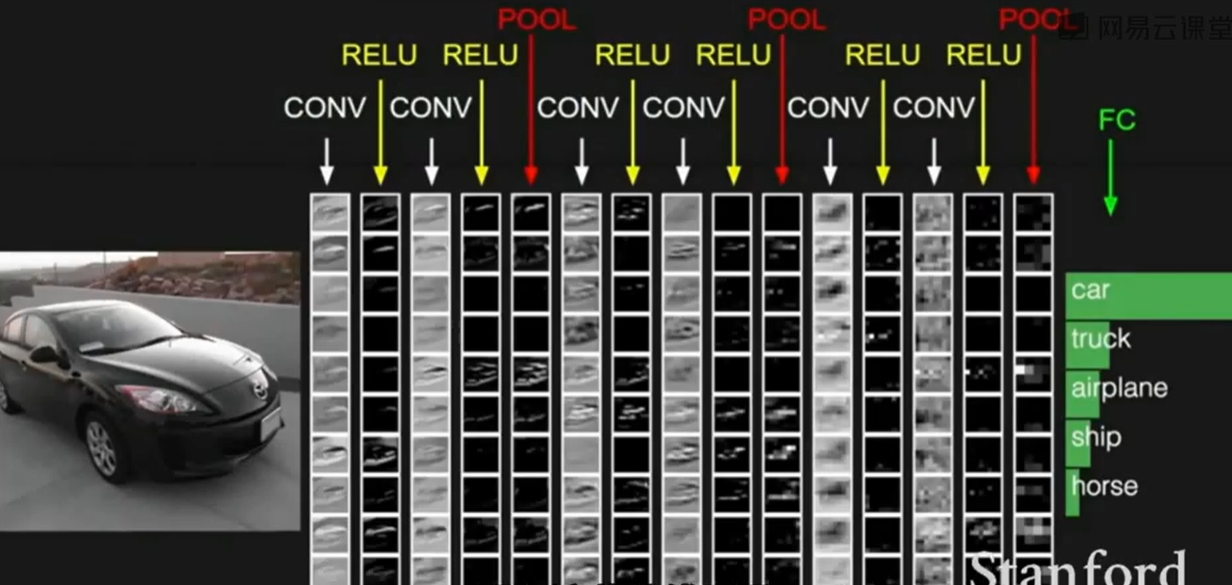 POOL POOL POOL 网易云课堂
RELU RELU RELU RELU RELU RELU
CONV CONV CONV CONV CONV CONV
FC
car
truck
airplane
ship
horse
Stanford